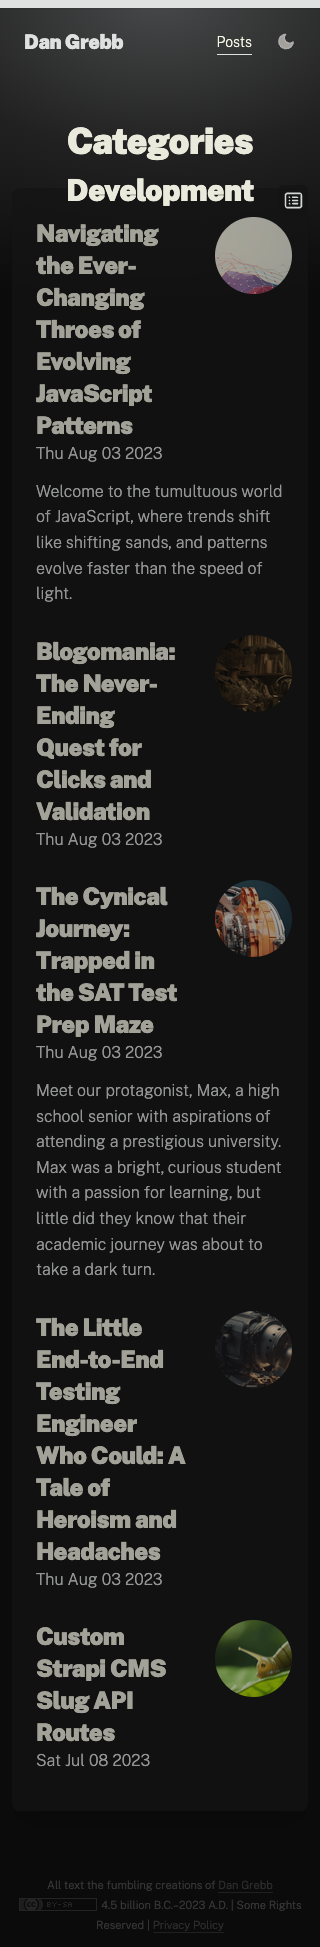 Dan Grebb
Posts
Categories
Development
Navigating
the Ever-
Changing
Throes of
Evolving
JavaScript
Patterns
Thu Aug 03 2023
Welcome to the tumultuous world
of JavaScript, where trends shift
like shifting sands, and patterns
evolve faster than the speed of
light.
Blogomania:
The Never-
Ending
Quest for
Clicks and
Validation
Thu Aug 03 2023
The Cynical
Journey:
Trapped in
the SAT Test
Prep Maze
Thu Aug 03 2023
Meet our protagonist, Max, a high
school senior with aspirations of
attending a prestigious university.
Max was a bright, curious student
with a passion for learning, but
little did they know that their
academic journey was about to
take a dark turn.
The Little
End-to-End
Testing
Engineer
Who Could: A
Tale of
Heroism and
Headaches
Thu Aug 03 2023
Custom
Strapi CMS
Slug API
Routes
Sat Jul 08 2023
All text the fumbling creations of Dan Grebb
(cc) BY-SA 4.5 billion B.C.–2023 A.D. | Some Rights
Reserved | Privacy Policy